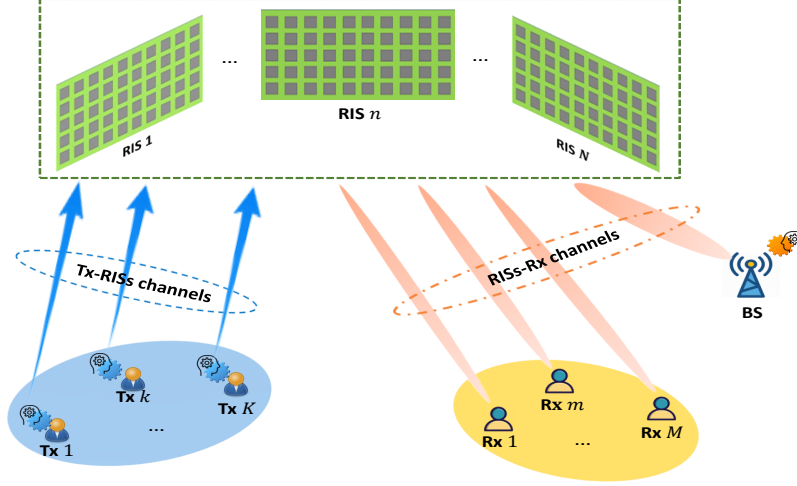 ...
...
RIS 1
RIS n
RIS N
Tx-RISs channels
RISs-Rx channels
BS
Tx k
Tx K
Tx 1
...
Rx m
Rx 1
Rx M
...